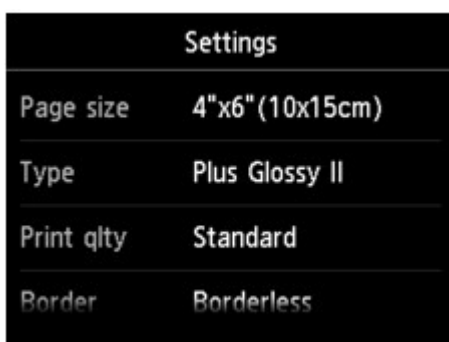 Settings
Page size 4"x6"(10x15cm)
Type Plus Glossy II
Print qlty Standard
Border Borderless